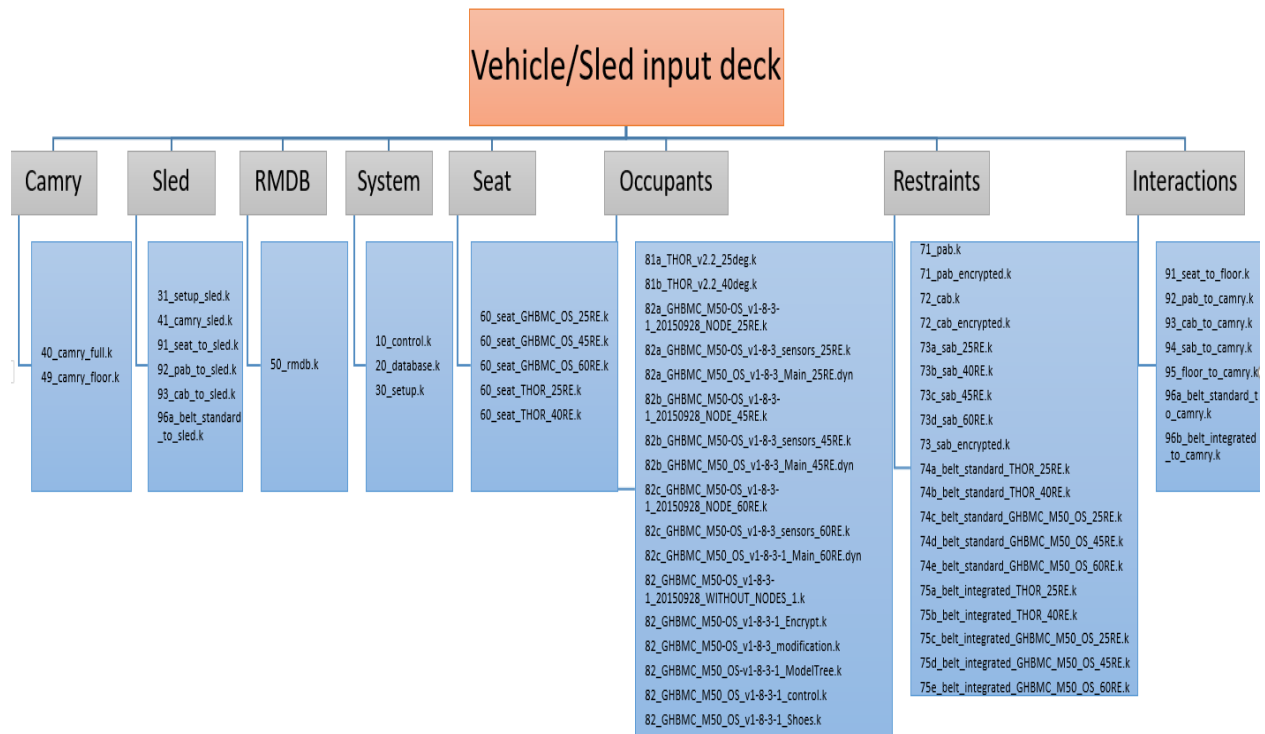 Vehicle/Sled input deck
Camry
Sled
RMDB
System
Seat
Occupants
Restraints
Interactions
40_camry_full.k
49_camry_floor.k
31_setup_sled.k
41_camry_sled.k
91_seat_to_sled.k
92_pab_to_sled.k
93_cab_to_sled.k
96a_belt_standard
_to_sled.k
50_rmdb.k
10_control.k
20_database.k
30_setup.k
60_seat_GHBMC_OS_25RE.k
60_seat_GHBMC_OS_45RE.k
60_seat_GHBMC_OS_60RE.k
60_seat_THOR_25RE.k
60_seat_THOR_40RE.k
81a_THOR_v2.2_25deg.k
81b_THOR_v2.2_40deg.k
82a_GHBMC_M50-OS_v1-8-3-
1_20150928_NODE_25RE.k
82a_GHBMC_M50-OS_v1-8-3_sensors_25RE.k
82a_GHBMC_M50_OS_v1-8-3_Main_25RE.dyn
82b_GHBMC_M50-OS_v1-8-3-
1_20150928_NODE_45RE.k
82b_GHBMC_M50-OS_v1-8-3_sensors_45RE.k
82b_GHBMC_M50_OS_v1-8-3_Main_45RE.dyn
82c_GHBMC_M50-OS_v1-8-3-
1_20150928_NODE_60RE.k
82c_GHBMC_M50-OS_v1-8-3_sensors_60RE.k
82c_GHBMC_M50_OS_v1-8-3-1_Main_60RE.dyn
82_GHBMC_M50-OS_v1-8-3-
1_20150928_WITHOUT_NODES_1.k
82_GHBMC_M50-OS_v1-8-3-1_Encrypt.k
82_GHBMC_M50-OS_v1-8-3_modification.k
82_GHBMC_M50_OS-v1-8-3-1_ModelTree.k
82_GHBMC_M50_OS_v1-8-3-1_control.k
82_GHBMC_M50_OS_v1-8-3-1_Shoes.k
71_pab.k
71_pab_encrypted.k
72_cab.k
72_cab_encrypted.k
73a_sab_25RE.k
73b_sab_40RE.k
73c_sab_45RE.k
73d_sab_60RE.k
73_sab_encrypted.k
74a_belt_standard_THOR_25RE.k
74b_belt_standard_THOR_40RE.k
74c_belt_standard_GHBMC_M50_OS_25RE.k
74d_belt_standard_GHBMC_M50_OS_45RE.k
74e_belt_standard_GHBMC_M50_OS_60RE.k
75a_belt_integrated_THOR_25RE.k
75b_belt_integrated_THOR_40RE.k
75c_belt_integrated_GHBMC_M50_OS_25RE.k
75d_belt_integrated_GHBMC_M50_OS_45RE.k
75e_belt_integrated_GHBMC_M50_OS_60RE.k
91_seat_to_floor.k
92_pab_to_camry.k
93_cab_to_camry.k
94_sab_to_camry.k
95_floor_to_camry.k
96a_belt_standard_t
o_camry.k
96b_belt_integrated
_to_camry.k